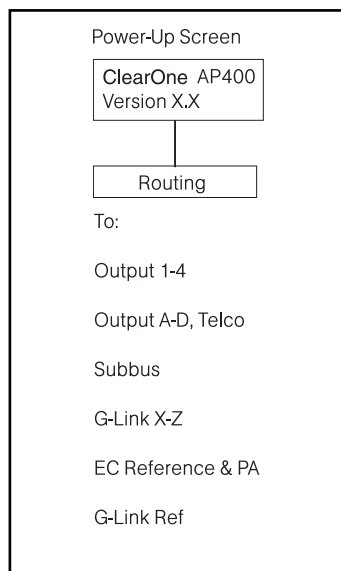 Power-Up Screen
ClearOne AP400
Version X.X
Routing
To:
Output 1-4
Output A-D, Telco
Subbus
G-Link X-Z
EC Reference & PA
G-Link Ref